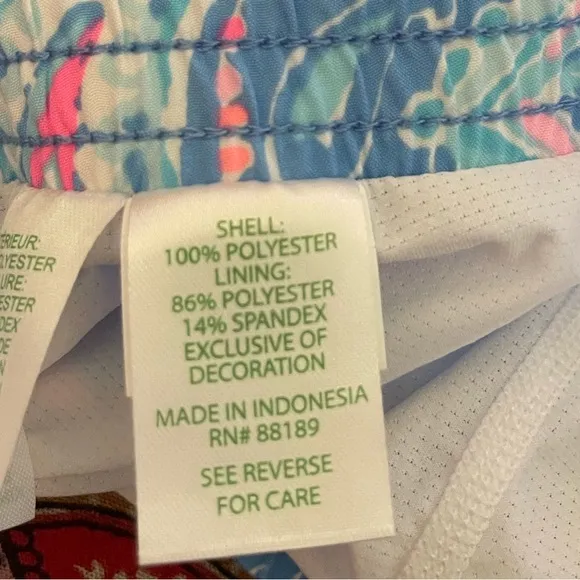 SHELL:
100% POLYESTER
LINING:
86% POLYESTER
14% SPANDEX
EXCLUSIVE OF
DECORATION
MADE IN INDONESIA
RN# 88189
SEE REVERSE
FOR CARE